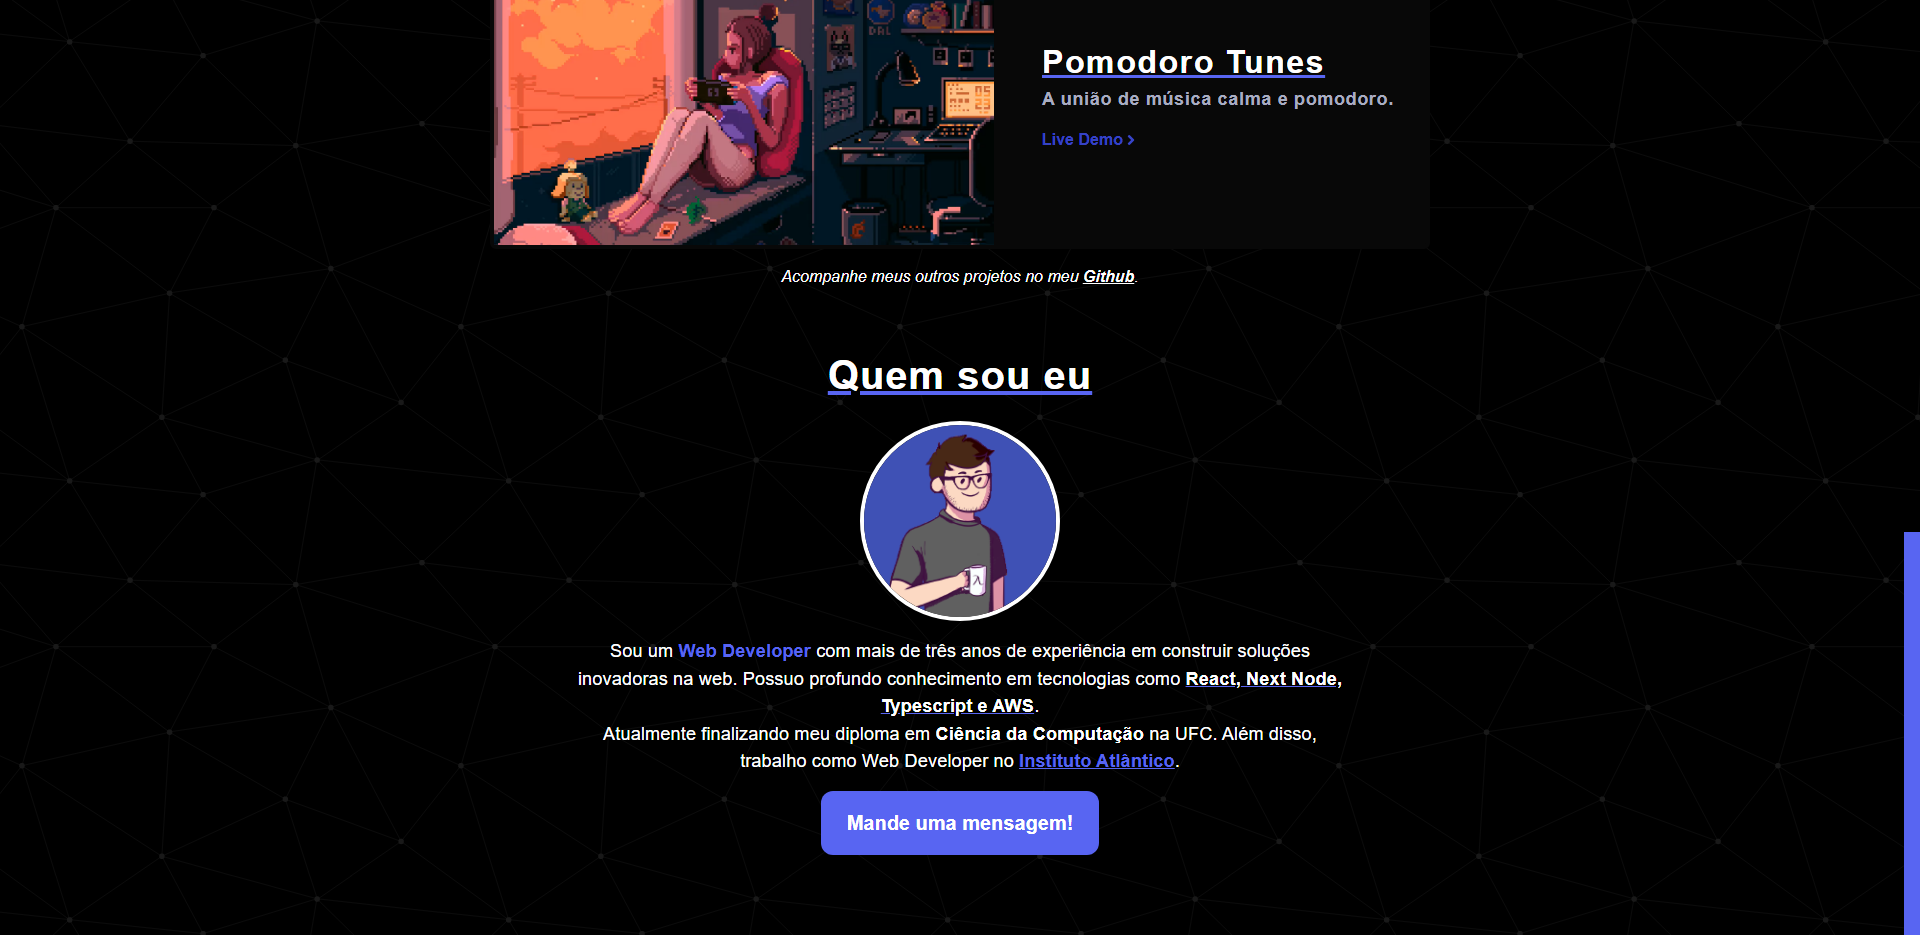 Pomodoro Tunes
A união de música calma e pomodoro.
Live Demo
Acompanhe meus outros projetos no meu Github.
Quem sou eu
Sou um Web Developer com mais de três anos de experiência em construir soluções
inovadoras na web. Possuo profundo conhecimento em tecnologias como React, Next Node,
Typescript e AWS.
Atualmente finalizando meu diploma em Ciência da Computação na UFC. Além disso,
trabalho como Web Developer no Instituto Atlântico.
Mande uma mensagem!